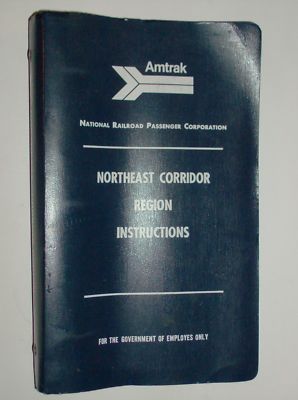 Amtrak
NATIONAL RAILROAD PASSENGER CORPORATION
NORTHEAST CORRIDOR
REGION
INSTRUCTIONS
FOR THE GOVERNMENT OF EMPLOYES ONLY